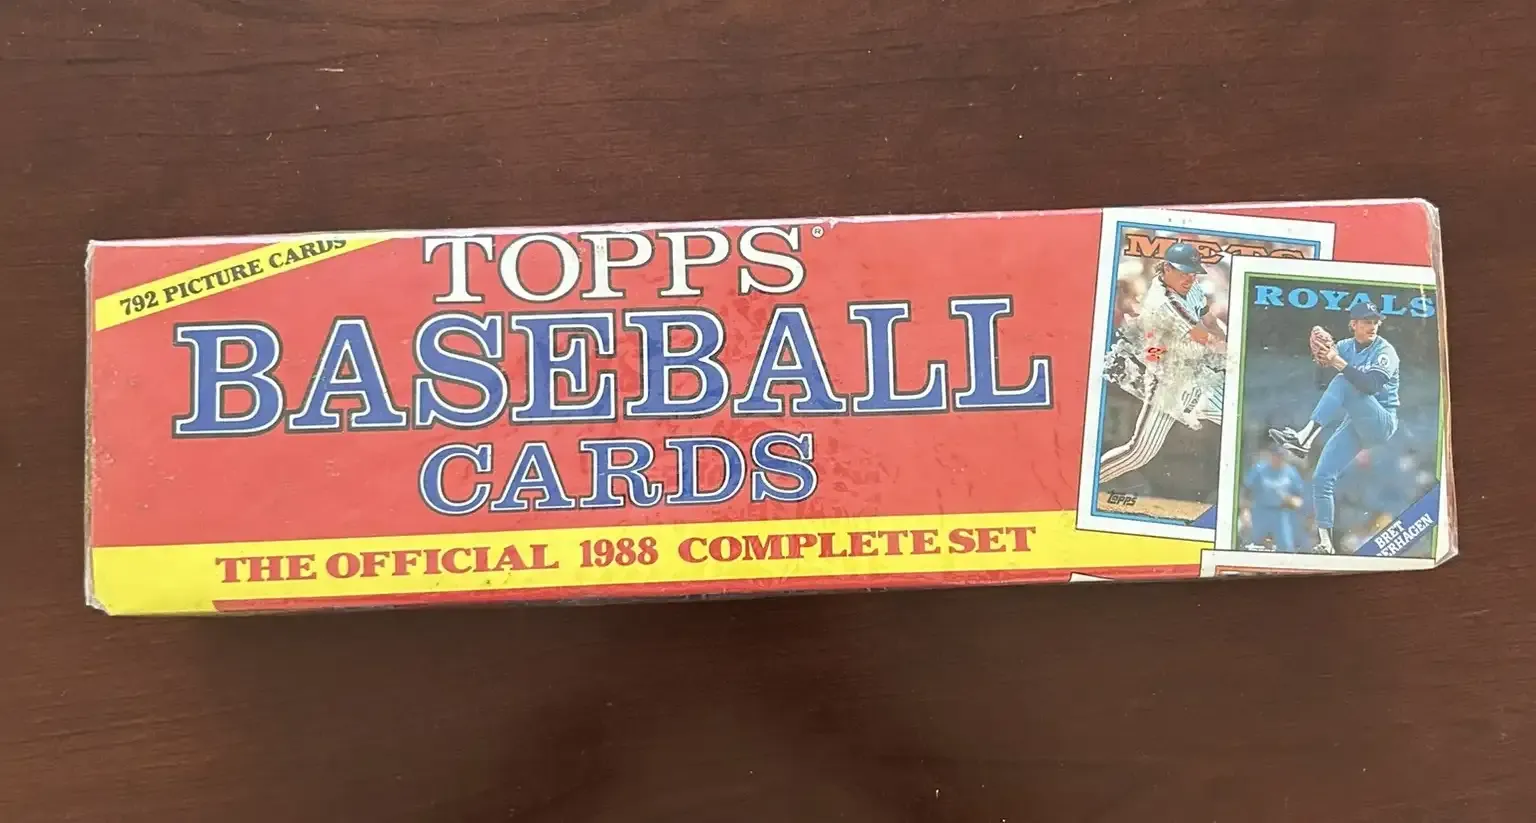 792 PICTURE CARDS
TOPPS®
BASEBALL
CARDS
THE OFFICIAL 1988 COMPLETE SET
METS
topps
ROYALS
BRET